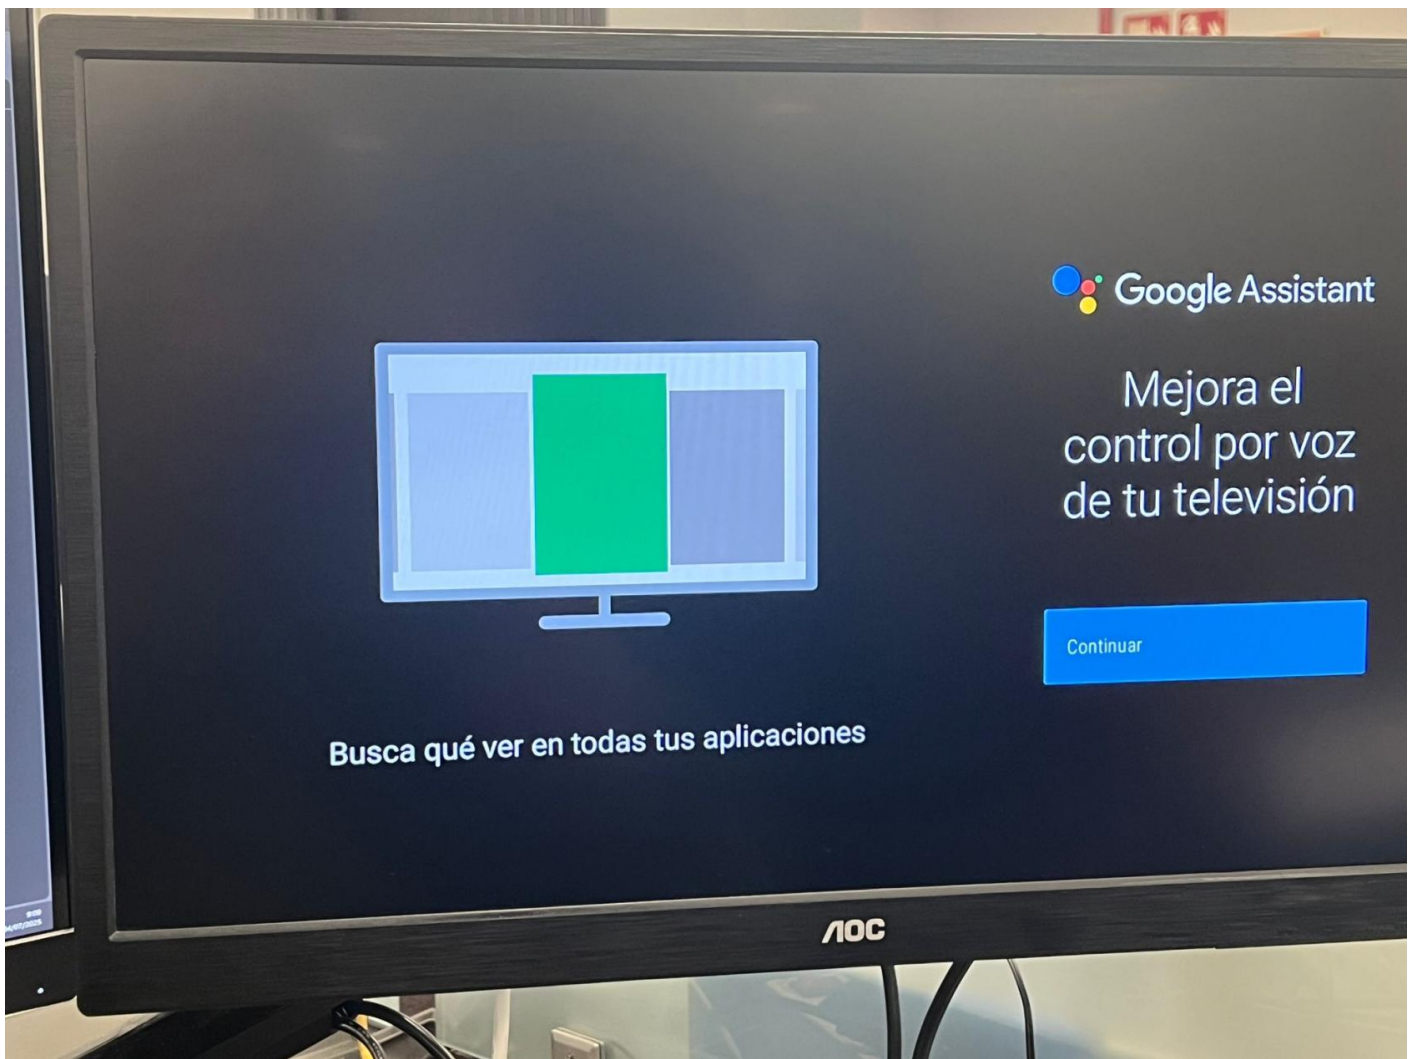 Google Assistant
Mejora el
control por voz
de tu televisión
Continuar
Busca qué ver en todas tus aplicaciones
AOC